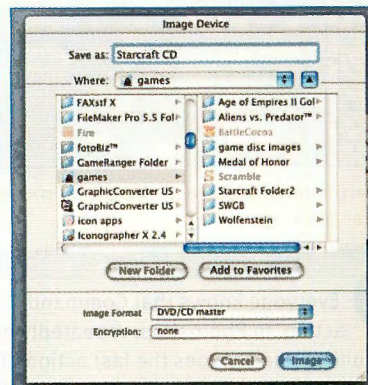 Image Device
Save as: Starcraft CD
Where: games
FAXstf X
FileMaker Pro 5.5 Fol
Fire
fotoBiz™
GameRanger Folder
games
GraphicConverter US
GraphicConverter US
icon apps
Iconographer X 2.4
Age of Empires II Gol
Aliens vs. Predator™
BattleCocoa
game disc images
Medal of Honor
Scramble
Starcraft Folder2
SWGB
Wolfenstein
New Folder
Add to Favorites
Image Format DVD/CD master
Encryption: none
Cancel
Image